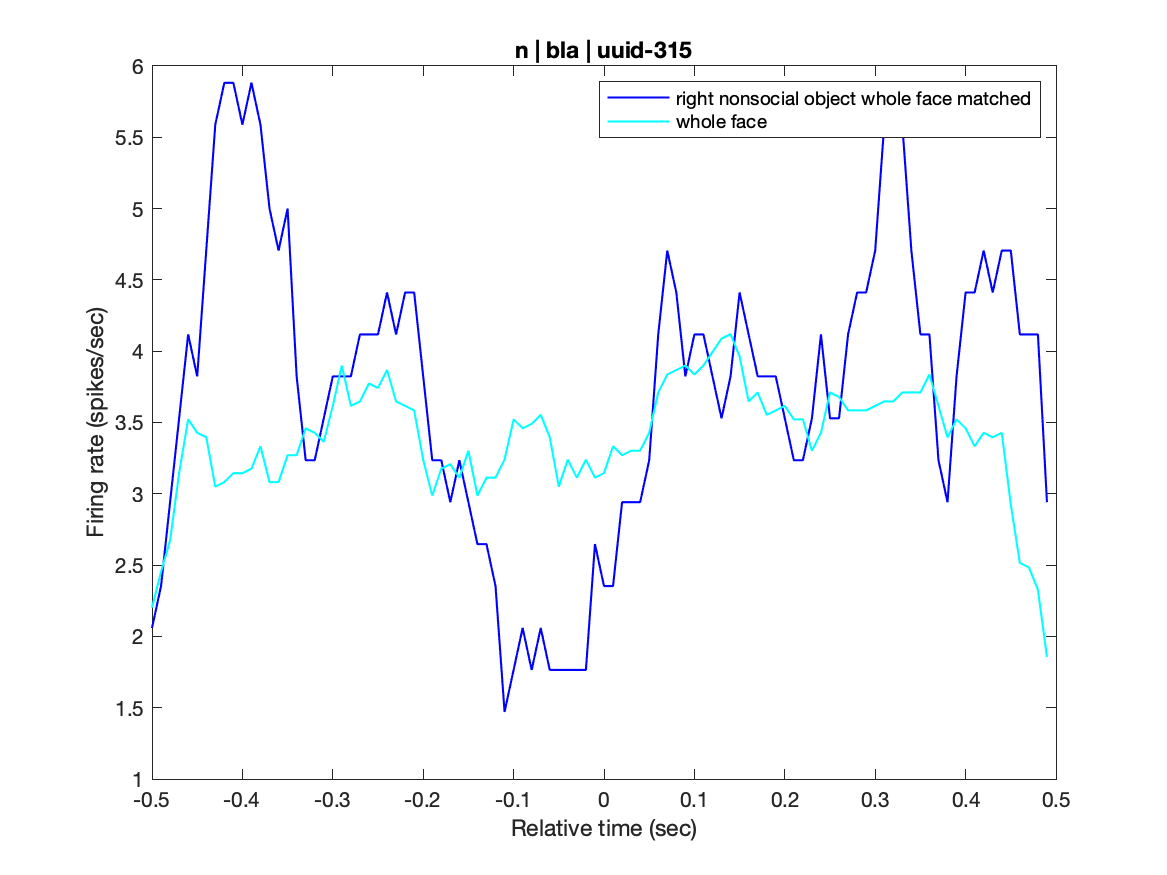 n | bla | uuid-315
right nonsocial object whole face matched
whole face
6
5.5
5
4.5
4
3.5
3
2.5
2
1.5
1
Firing rate (spikes/sec)
-0.5 -0.4 -0.3 -0.2 -0.1 0 0.1 0.2 0.3 0.4 0.5
Relative time (sec)